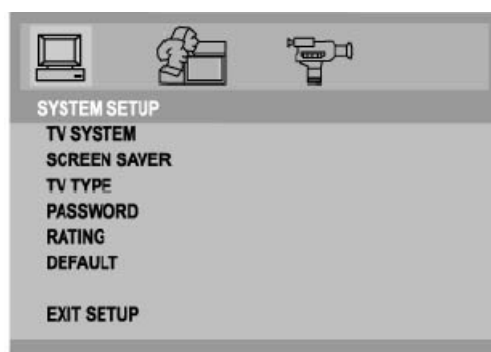 SYSTEM SETUP
TV SYSTEM
SCREEN SAVER
TV TYPE
PASSWORD
RATING
DEFAULT
EXIT SETUP